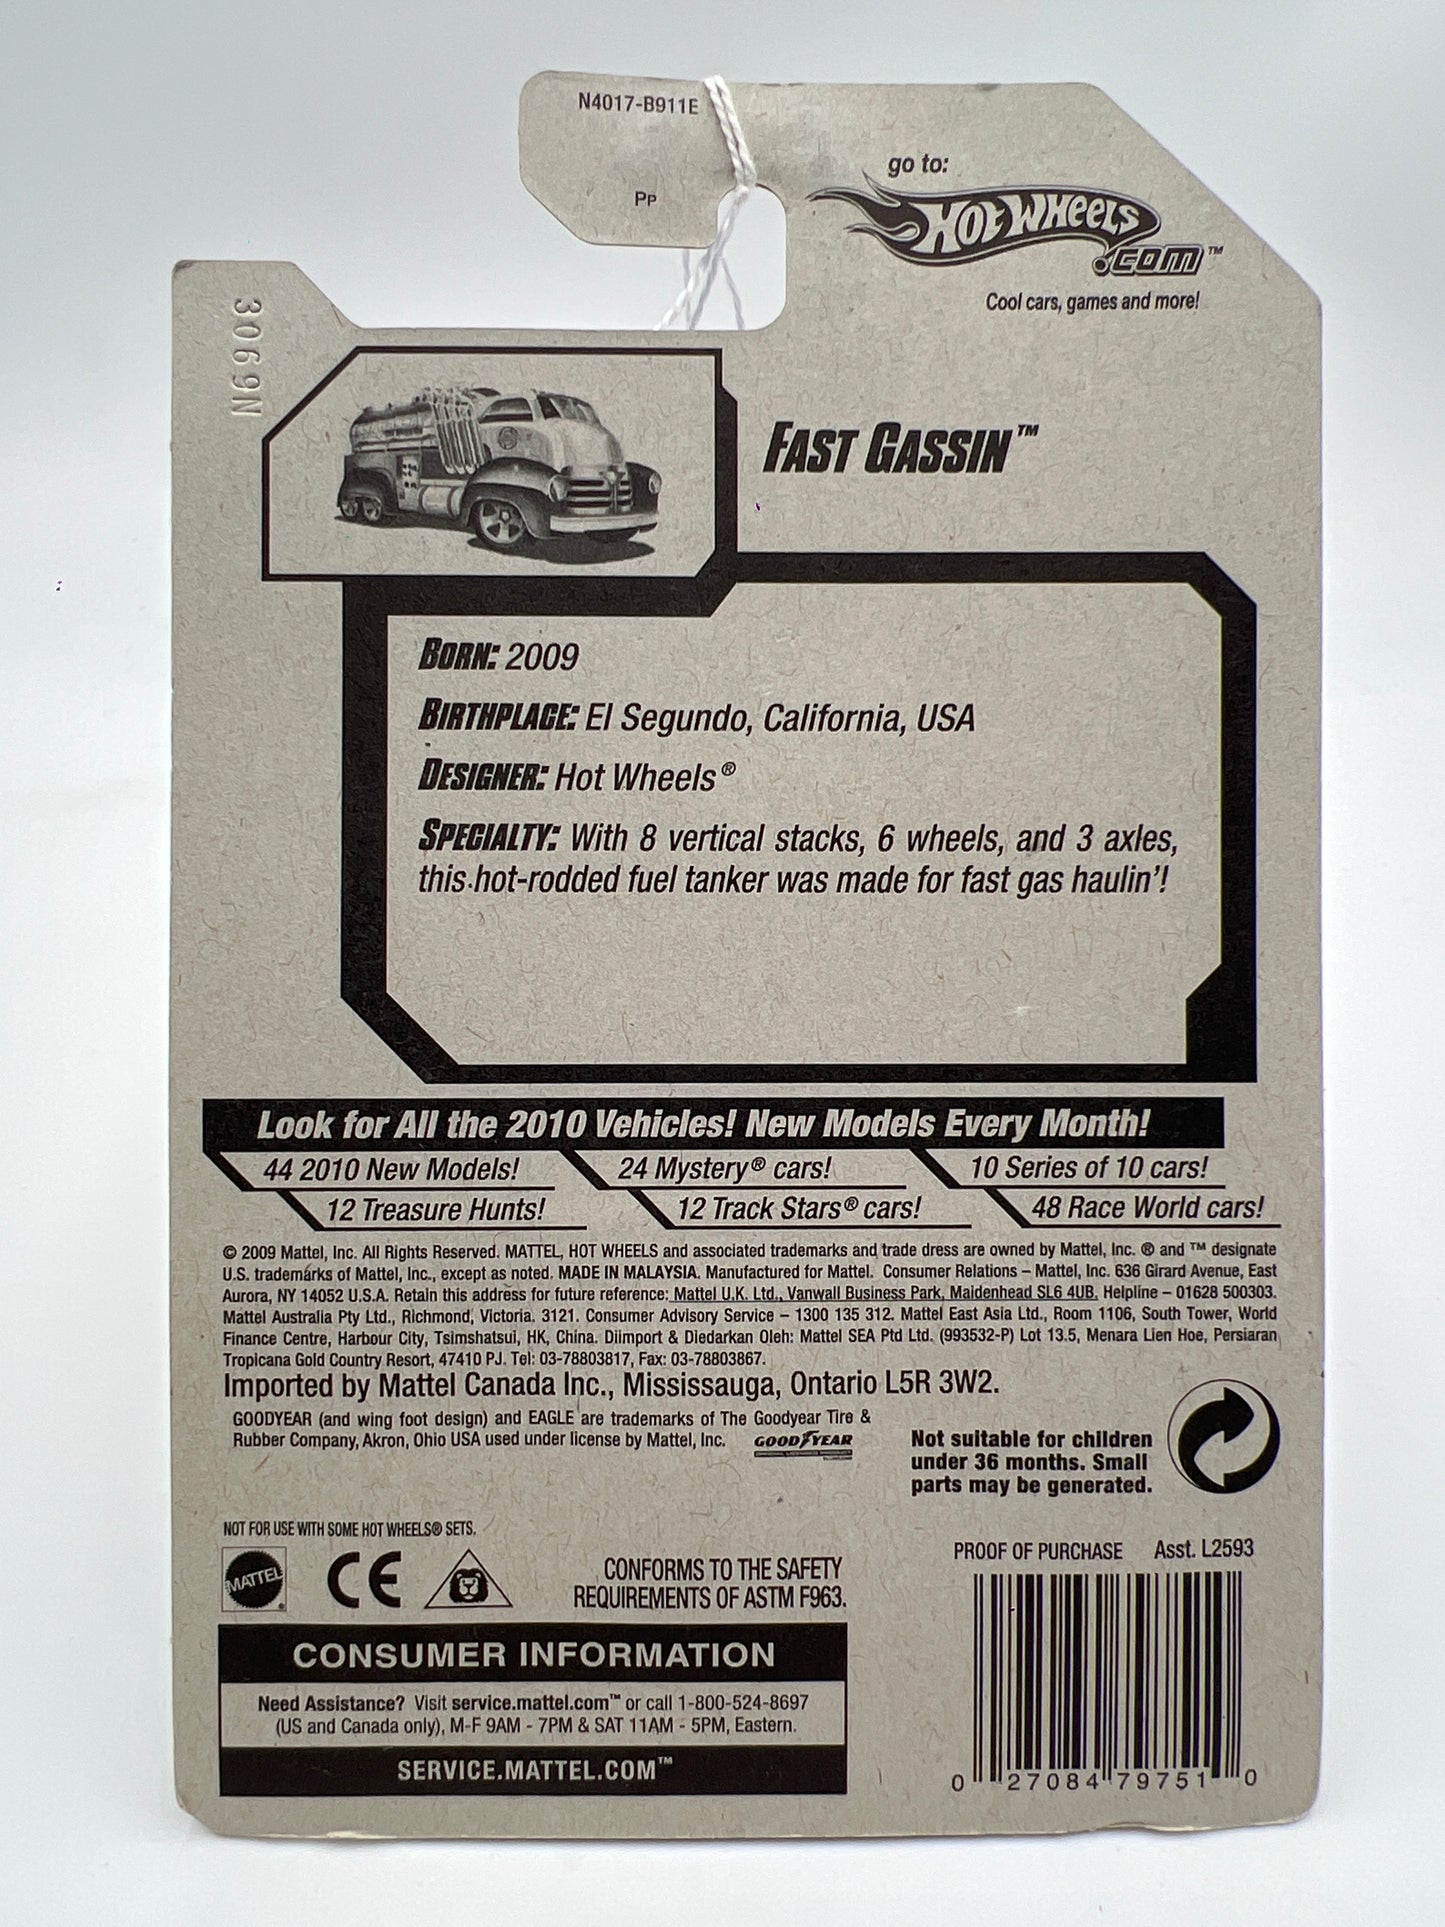 N4017-B911E
PP
go to:
HOT WHEELS
.COM™
Cool cars, games and more!
3069N
FAST GASSIN™
BORN: 2009
BIRTHPLACE: El Segundo, California, USA
DESIGNER: Hot Wheels®
SPECIALTY: With 8 vertical stacks, 6 wheels, and 3 axles,
this hot-rodded fuel tanker was made for fast gas haulin'!
Look for All the 2010 Vehicles! New Models Every Month!
44 2010 New Models! 24 Mystery® cars! 10 Series of 10 cars!
12 Treasure Hunts! 12 Track Stars® cars! 48 Race World cars!
© 2009 Mattel, Inc. All Rights Reserved. MATTEL, HOT WHEELS and associated trademarks and trade dress are owned by Mattel, Inc. ® and ™ designate
U.S. trademarks of Mattel, Inc., except as noted. MADE IN MALAYSIA. Manufactured for Mattel. Consumer Relations – Mattel, Inc. 636 Girard Avenue, East
Aurora, NY 14052 U.S.A. Retain this address for future reference: Mattel U.K. Ltd., Vanwall Business Park, Maidenhead SL6 4UB. Helpline – 01628 500303.
Mattel Australia Pty Ltd., Richmond, Victoria. 3121. Consumer Advisory Service – 1300 135 312. Mattel East Asia Ltd., Room 1106, South Tower, World
Finance Centre, Harbour City, Tsimshatsui, HK, China. Diimport & Diedarkan Oleh: Mattel SEA Ptd Ltd. (993532-P) Lot 13.5, Menara Lien Hoe, Persiaran
Tropicana Gold Country Resort, 47410 PJ. Tel: 03-78803817, Fax: 03-78803867.
Imported by Mattel Canada Inc., Mississauga, Ontario L5R 3W2.
GOODYEAR (and wing foot design) and EAGLE are trademarks of The Goodyear Tire &
Rubber Company, Akron, Ohio USA used under license by Mattel, Inc. GOODYEAR
Not suitable for children
under 36 months. Small
parts may be generated.
NOT FOR USE WITH SOME HOT WHEELS® SETS.
MATTEL ® CE
CONFORMS TO THE SAFETY
REQUIREMENTS OF ASTM F963.
PROOF OF PURCHASE Asst. L2593
CONSUMER INFORMATION
Need Assistance? Visit service.mattel.com™ or call 1-800-524-8697
(US and Canada only), M-F 9AM - 7PM & SAT 11AM - 5PM, Eastern.
SERVICE.MATTEL.COM™
0 27084 79751 0